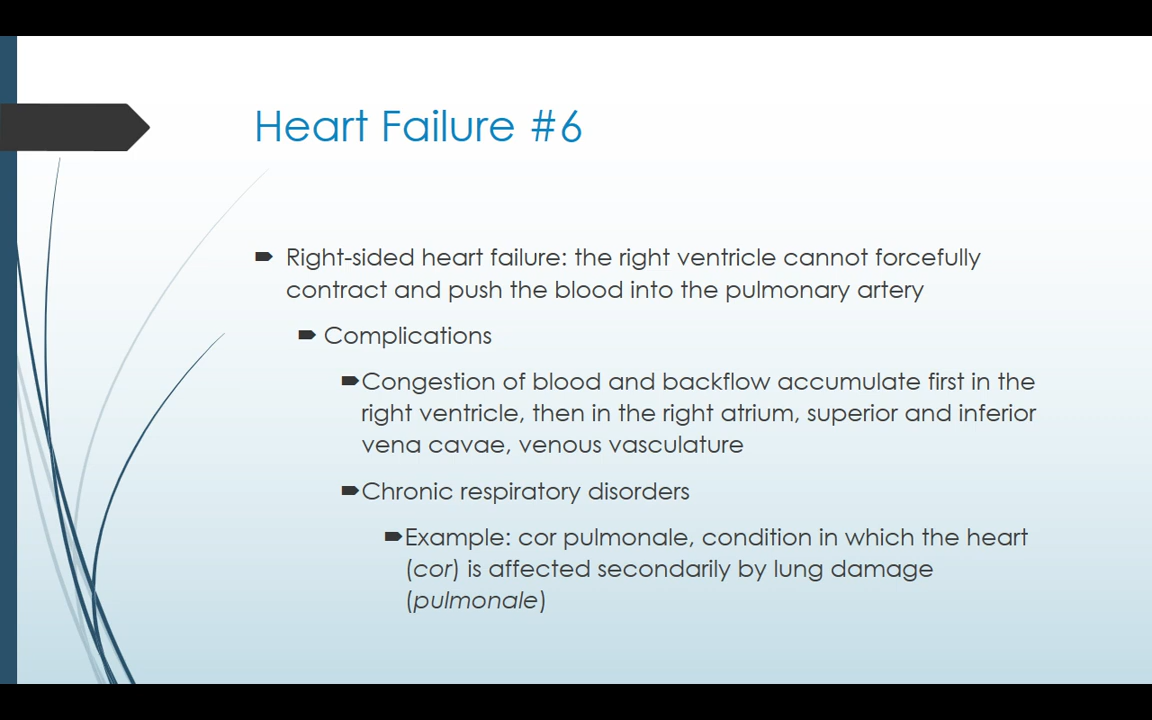 Heart Failure #6
Right-sided heart failure: the right ventricle cannot forcefully
contract and push the blood into the pulmonary artery
Complications
Congestion of blood and backflow accumulate first in the
right ventricle, then in the right atrium, superior and inferior
vena cavae, venous vasculature
Chronic respiratory disorders
Example: cor pulmonale, condition in which the heart
(cor) is affected secondarily by lung damage
(pulmonale)